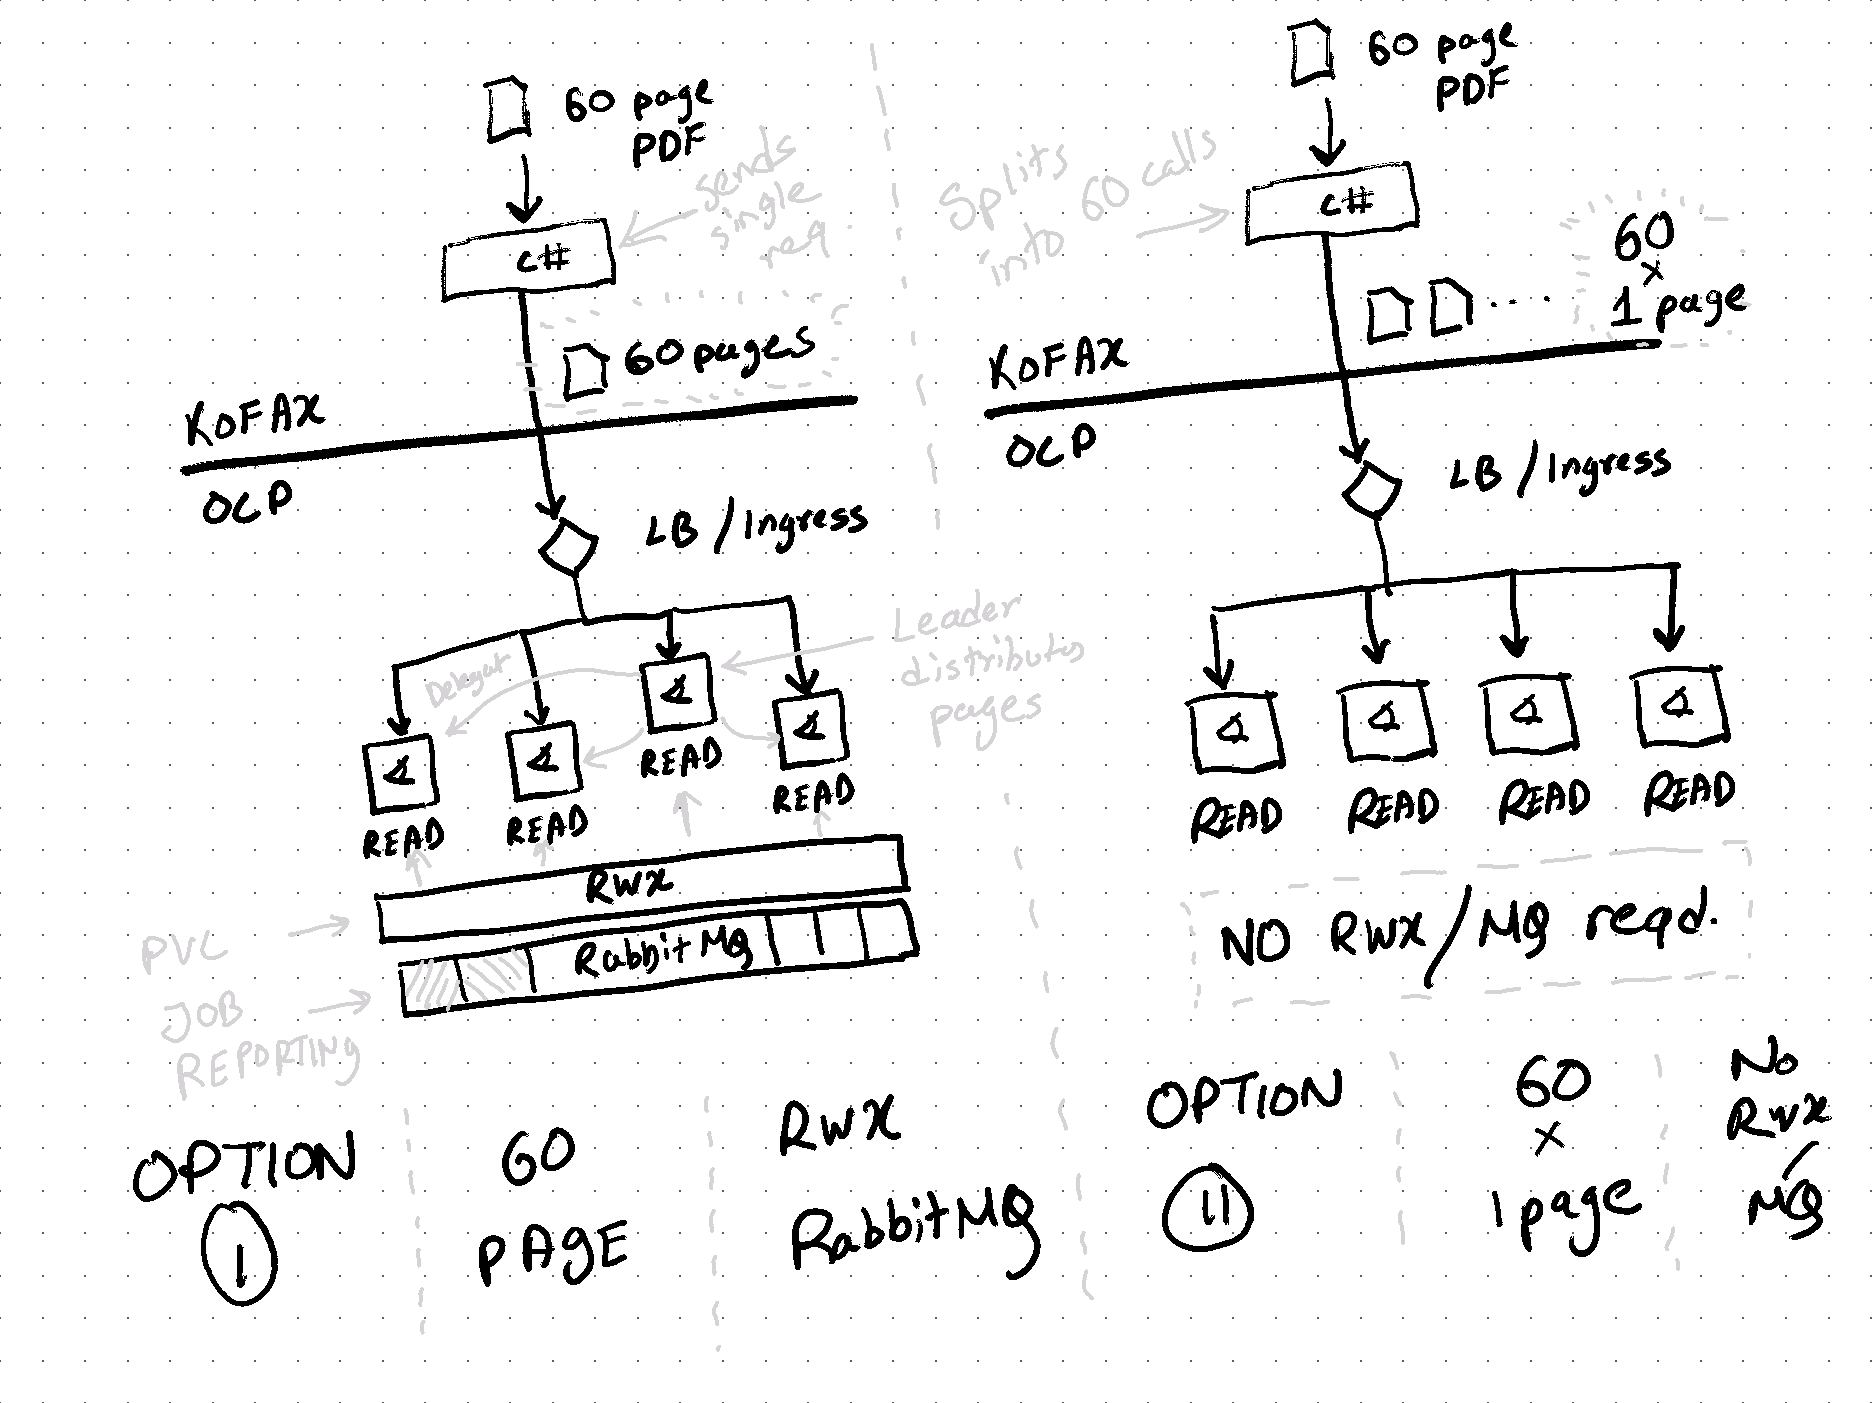 60 page
PDF
sends
single
req.
C#
60 pages
KOFAX
OCP
LB / Ingress
Leader
distributes
pages
Delegat
READ
READ
READ
READ
RWX
RabbitMQ
PVC
JOB
REPORTING
OPTION
1
60
PAGE
RWX
RabbitMQ
60 page
PDF
Splits
into 60 calls
C#
60
x
1 page
KOFAX
OCP
LB / Ingress
READ
READ
READ
READ
NO RWX/MQ reqd.
OPTION
11
60
x
1 page
No
RWX
/
MQ